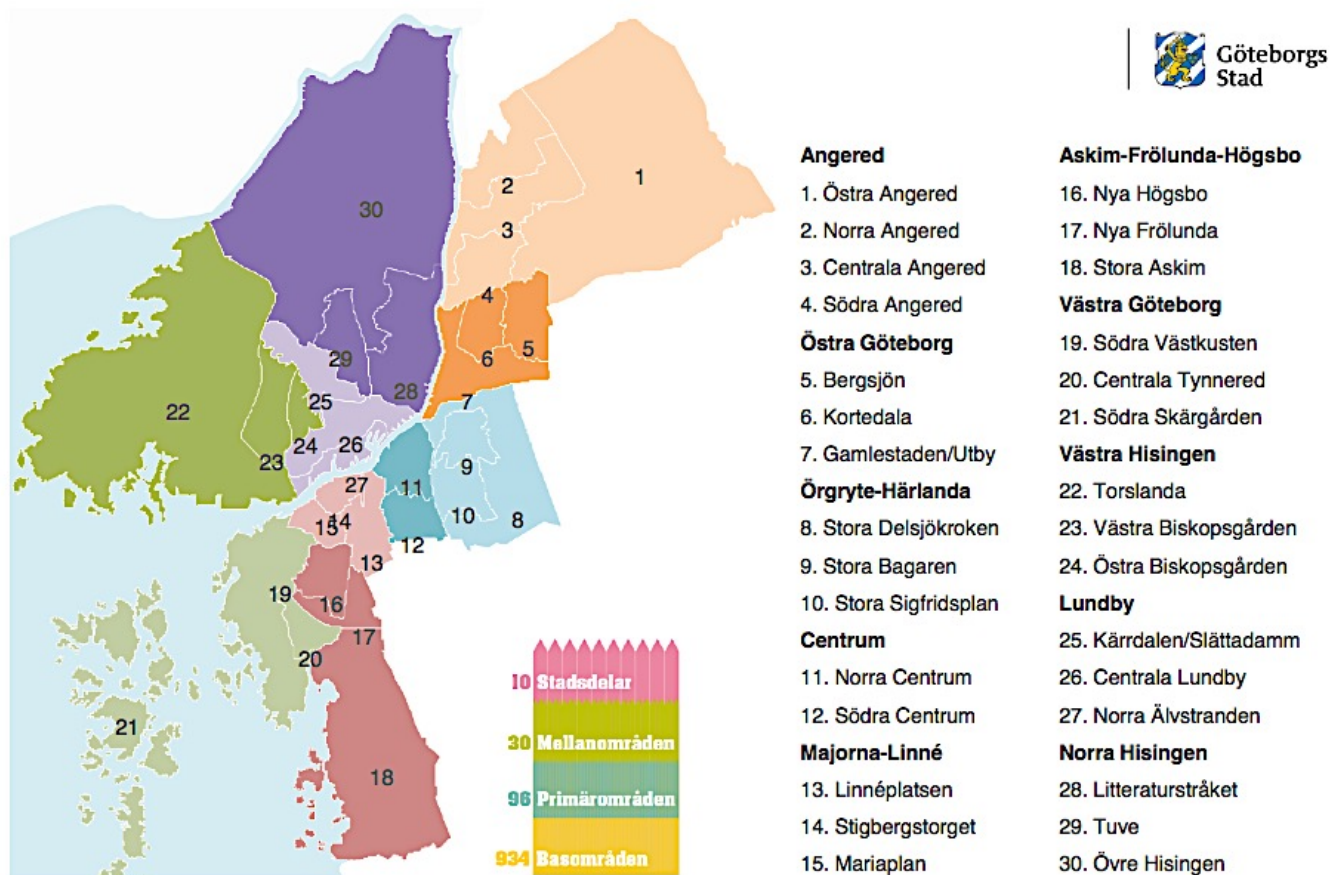 Göteborgs
Stad
Angered
1. Östra Angered
2. Norra Angered
3. Centrala Angered
4. Södra Angered
Östra Göteborg
5. Bergsjön
6. Kortedala
7. Gamlestaden/Utby
Örgryte-Härlanda
8. Stora Delsjökroken
9. Stora Bagaren
10. Stora Sigfridsplan
Centrum
11. Norra Centrum
12. Södra Centrum
Majorna-Linné
13. Linnéplatsen
14. Stigbergstorget
15. Mariaplan
Askim-Frölunda-Högsbo
16. Nya Högsbo
17. Nya Frölunda
18. Stora Askim
Västra Göteborg
19. Södra Västkusten
20. Centrala Tynnered
21. Södra Skärgården
Västra Hisingen
22. Torslanda
23. Västra Biskopsgården
24. Östra Biskopsgården
Lundby
25. Kärrdalen/Slättadamm
26. Centrala Lundby
27. Norra Älvstranden
Norra Hisingen
28. Litteraturstråket
29. Tuve
30. Övre Hisingen
1
2
30
3
4
5
6
29
28
7
22
25
24
26
23
9
27
11
10
8
15
14
12
13
19
16
17
20
21
18
10 Stadsdelar
30 Mellanområden
96 Primärområden
934 Basområden